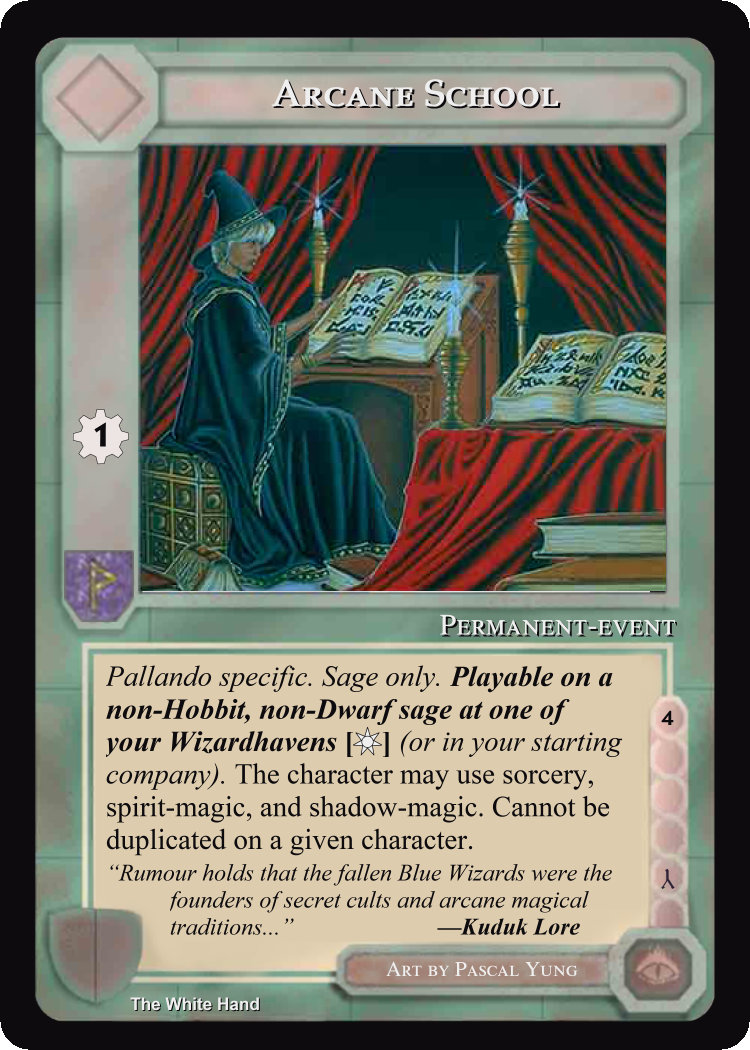 Arcane School
1
Permanent-event
Pallando specific. Sage only. Playable on a
non-Hobbit, non-Dwarf sage at one of
your Wizardhavens [] (or in your starting
company). The character may use sorcery,
spirit-magic, and shadow-magic. Cannot be
duplicated on a given character.
4
“Rumour holds that the fallen Blue Wizards were the
founders of secret cults and arcane magical
traditions...” —Kuduk Lore
Art by Pascal Yung
The White Hand